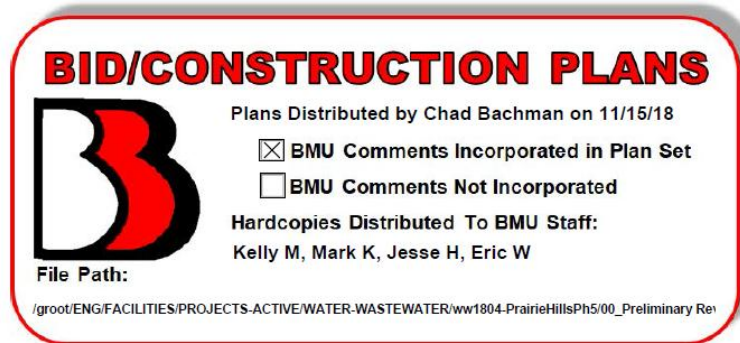 BID/CONSTRUCTION PLANS
Plans Distributed by Chad Bachman on 11/15/18
BMU Comments Incorporated in Plan Set
BMU Comments Not Incorporated
Hardcopies Distributed To BMU Staff:
Kelly M, Mark K, Jesse H, Eric W
File Path:
/groot/ENG/FACILITIES/PROJECTS-ACTIVE/WATER-WASTEWATER/ww1804-PrairieHillsPh5/00_Preliminary Rev